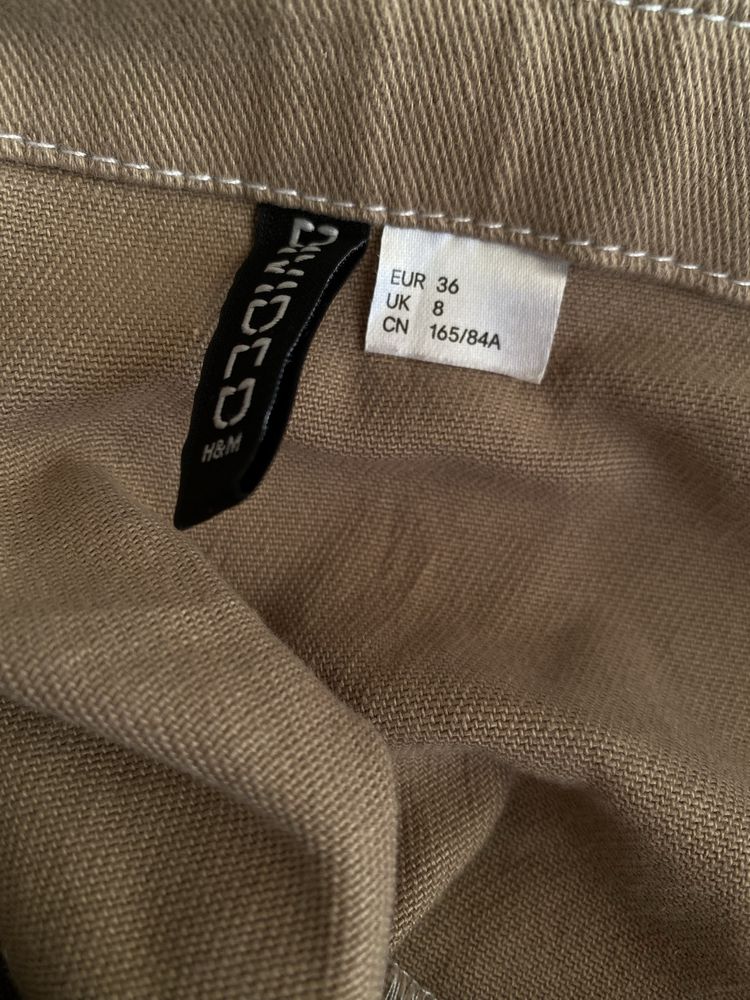 DIVIDED
H&M
EUR 36
UK 8
CN 165/84A